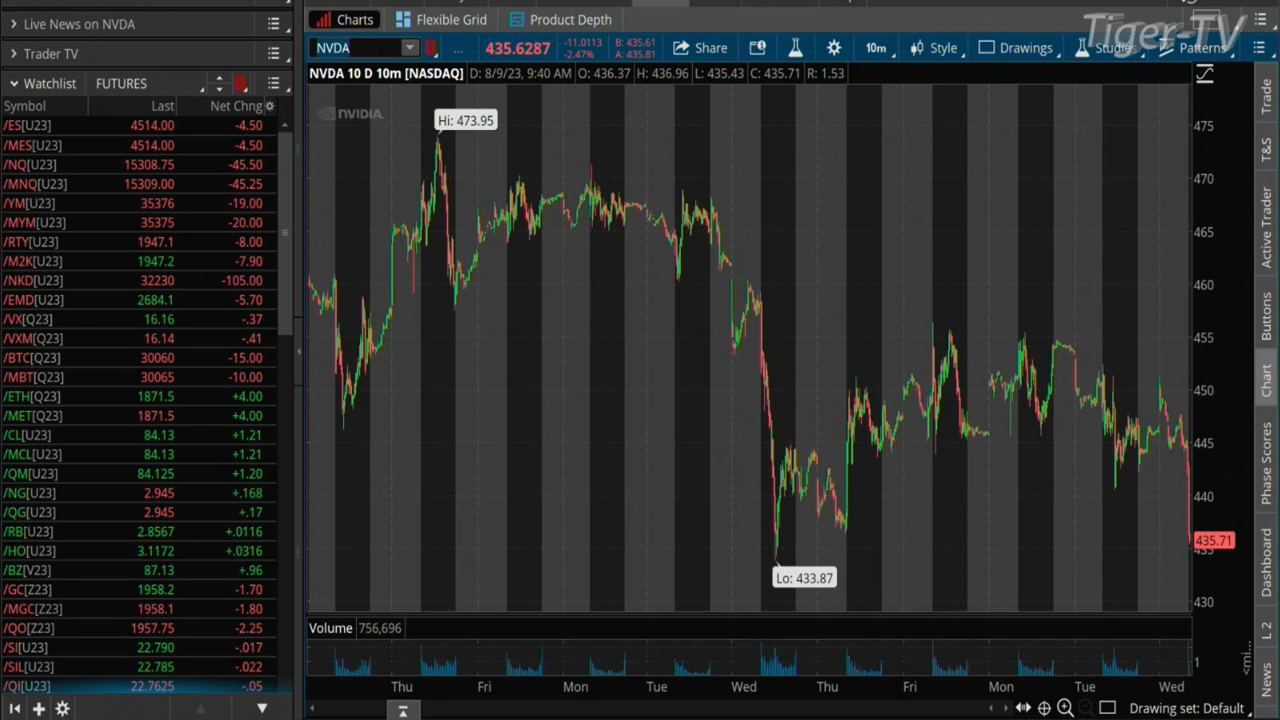 Live News on NVDA
Trader TV
Watchlist FUTURES
Symbol Last Net Chng
/ES[U23] 4514.00 -4.50
/MES[U23] 4514.00 -4.50
/NQ[U23] 15308.75 -45.50
/MNQ[U23] 15309.00 -45.25
/YM[U23] 35376 -19.00
/MYM[U23] 35375 -20.00
/RTY[U23] 1947.1 -8.00
/M2K[U23] 1947.2 -7.90
/NKD[U23] 32230 -105.00
/EMD[U23] 2684.1 -5.70
/VX[Q23] 16.16 -.37
/VXM[Q23] 16.14 -.41
/BTC[Q23] 30060 -15.00
/MBT[Q23] 30065 -10.00
/ETH[Q23] 1871.5 +4.00
/MET[Q23] 1871.5 +4.00
/CL[U23] 84.13 +1.21
/MCL[U23] 84.13 +1.21
/QM[U23] 84.125 +1.20
/NG[U23] 2.945 +.168
/QG[U23] 2.945 +.17
/RB[U23] 2.8567 +.0116
/HO[U23] 3.1172 +.0316
/BZ[V23] 87.13 +.96
/GC[Z23] 1958.2 -1.70
/MGC[Z23] 1958.1 -1.80
/QO[Z23] 1957.75 -2.25
/SI[U23] 22.790 -.017
/SIL[U23] 22.785 -.022
/QI[U23] 22.7625 -.05
Charts Flexible Grid Product Depth
Tiger-TV
NVDA ... 435.6287 -11.0113 -2.47% B: 435.61 A: 435.81 Share 10m Style Drawings Studies Patterns
NVDA 10 D 10m [NASDAQ] D: 8/9/23, 9:40 AM O: 436.37 H: 436.96 L: 435.43 C: 435.71 R: 1.53
NVIDIA.
Hi: 473.95
475
470
465
460
455
450
445
440
435.71
435
Lo: 433.87
430
Volume 756,696
1
<mi...
Thu Fri Mon Tue Wed Thu Fri Mon Tue Wed
Drawing set: Default
Trade
T&S
Active Trader
Buttons
Chart
Phase Scores
Dashboard
L 2
News